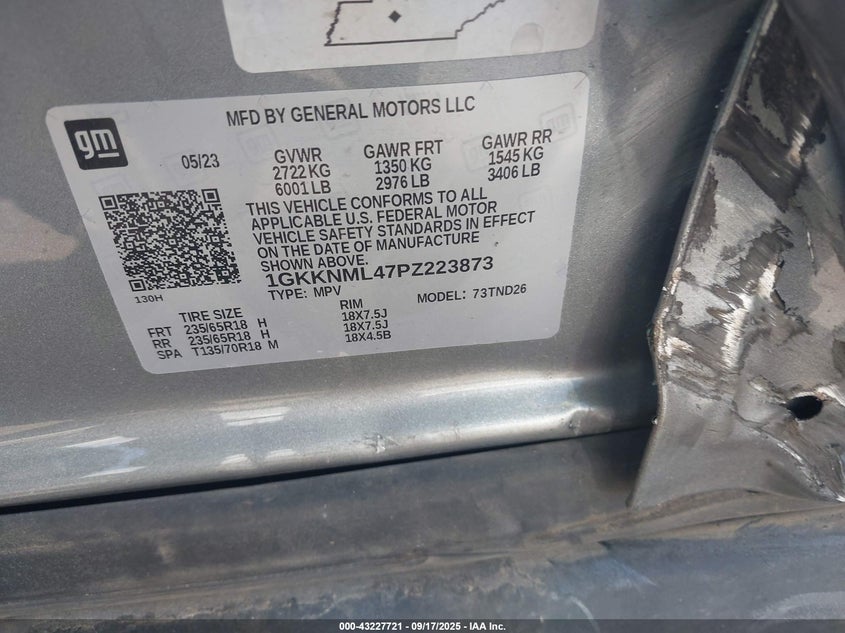 gm
MFD BY GENERAL MOTORS LLC
05/23
GVWR
2722 KG
6001 LB
GAWR FRT
1350 KG
2976 LB
GAWR RR
1545 KG
3406 LB
THIS VEHICLE CONFORMS TO ALL
APPLICABLE U.S. FEDERAL MOTOR
VEHICLE SAFETY STANDARDS IN EFFECT
ON THE DATE OF MANUFACTURE
SHOWN ABOVE.
1GKKNML47PZ223873
130H
TYPE: MPV
MODEL: 73TND26
TIRE SIZE RIM
FRT 235/65R18 H 18X7.5J
RR 235/65R18 H 18X7.5J
SPA T135/70R18 M 18X4.5B
000-43227721 - 09/17/2025 - IAA Inc.